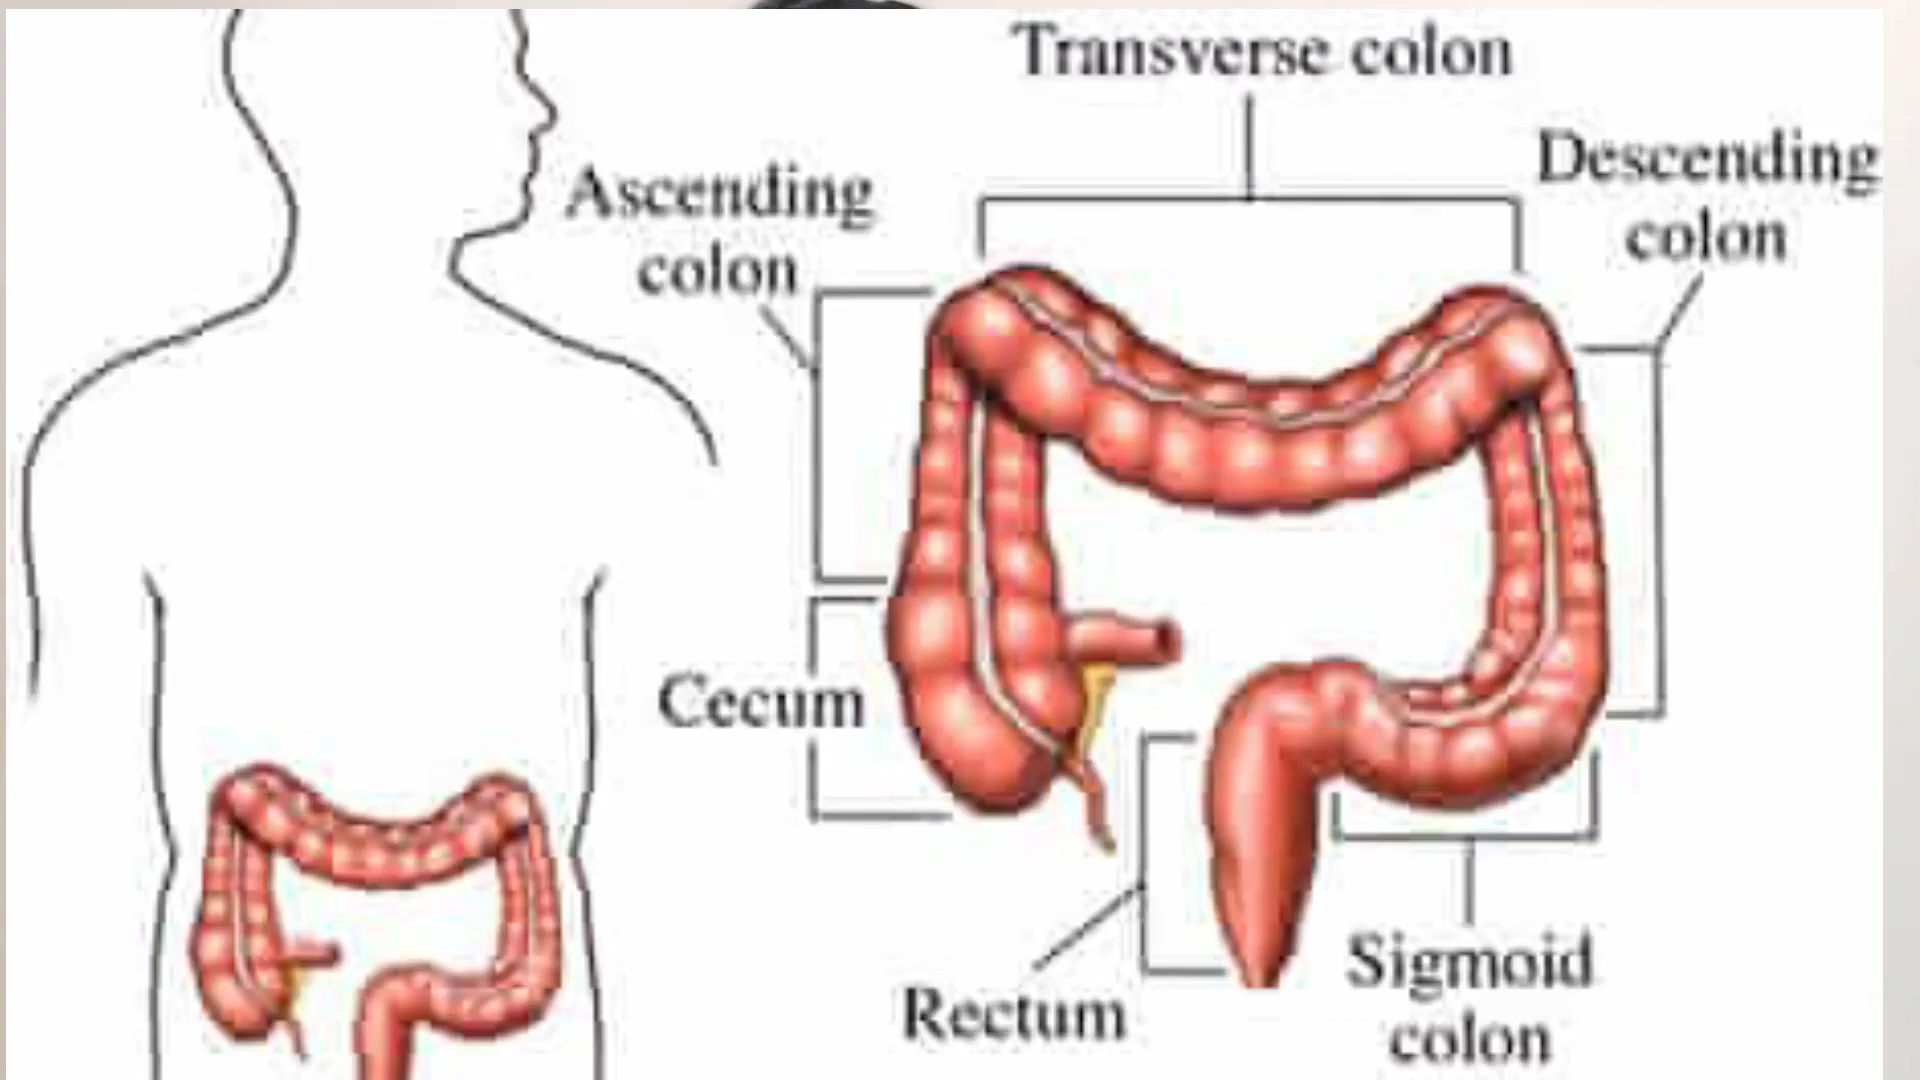 Transverse colon
Descending
colon
Ascending
colon
Cecum
Rectum
Sigmoid
colon